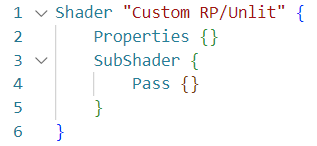 1 Shader "Custom RP/Unlit" {
2 Properties {}
3 SubShader {
4 Pass {}
5 }
6 }